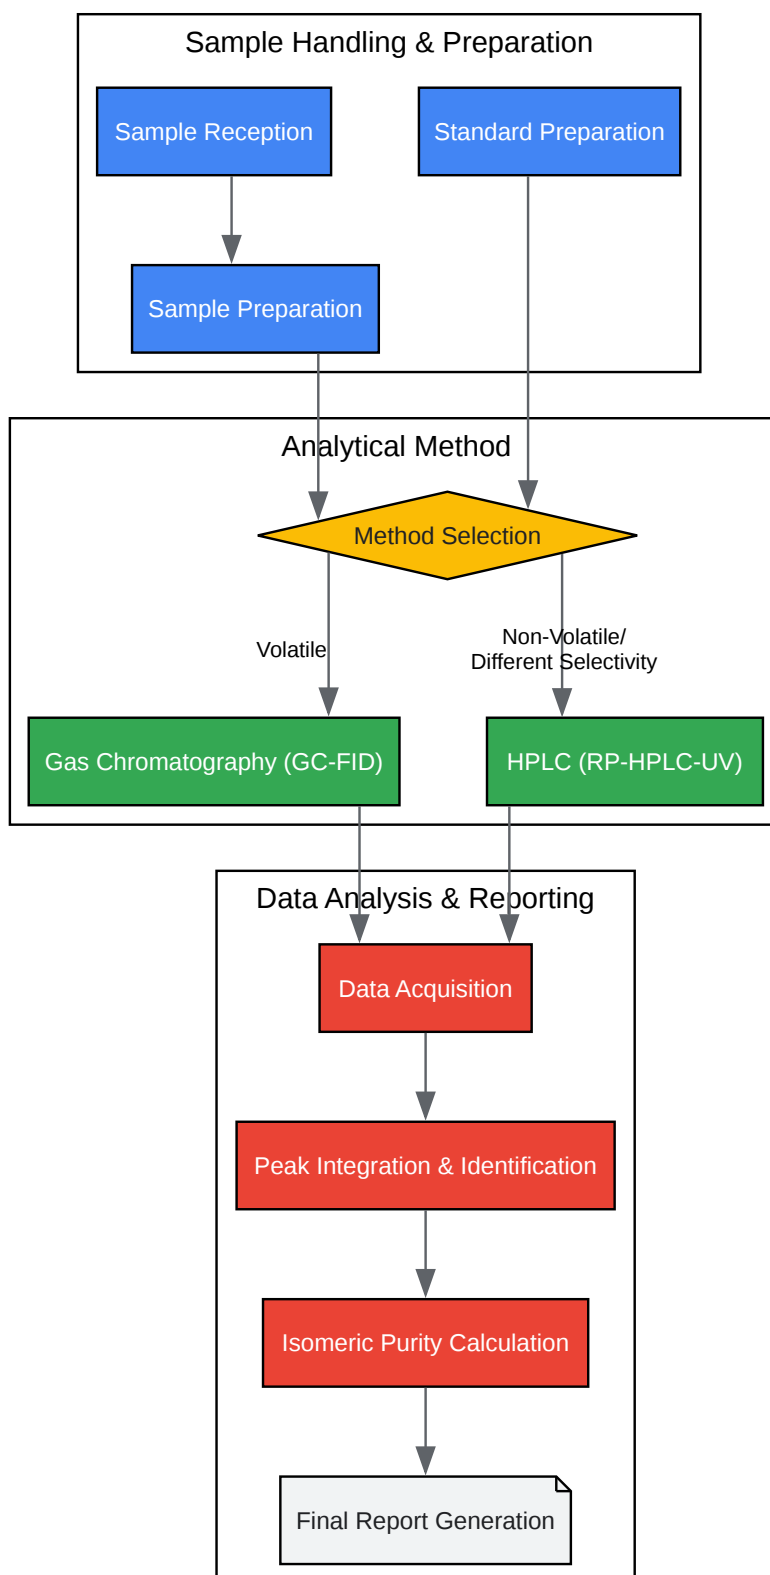 Sample Handling & Preparation
Sample Reception
Standard Preparation
Sample Preparation
Analytical Method
Method Selection
Volatile
Non-Volatile/
Different Selectivity
Gas Chromatography (GC-FID)
HPLC (RP-HPLC-UV)
Data Analysis & Reporting
Data Acquisition
Peak Integration & Identification
Isomeric Purity Calculation
Final Report Generation